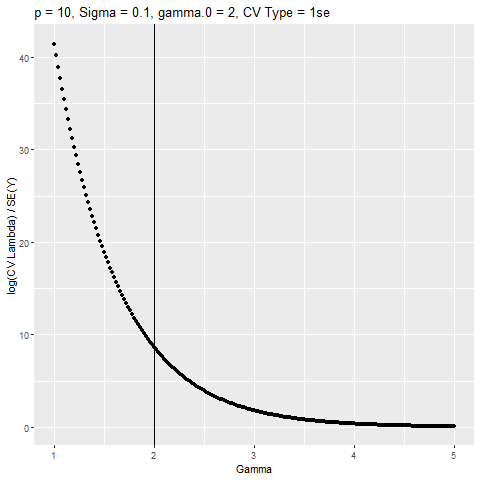 p = 10, Sigma = 0.1, gamma.0 = 2, CV Type = 1se
log(CV Lambda) / SE(Y)
40
30
20
10
0
1 2 3 4 5
Gamma